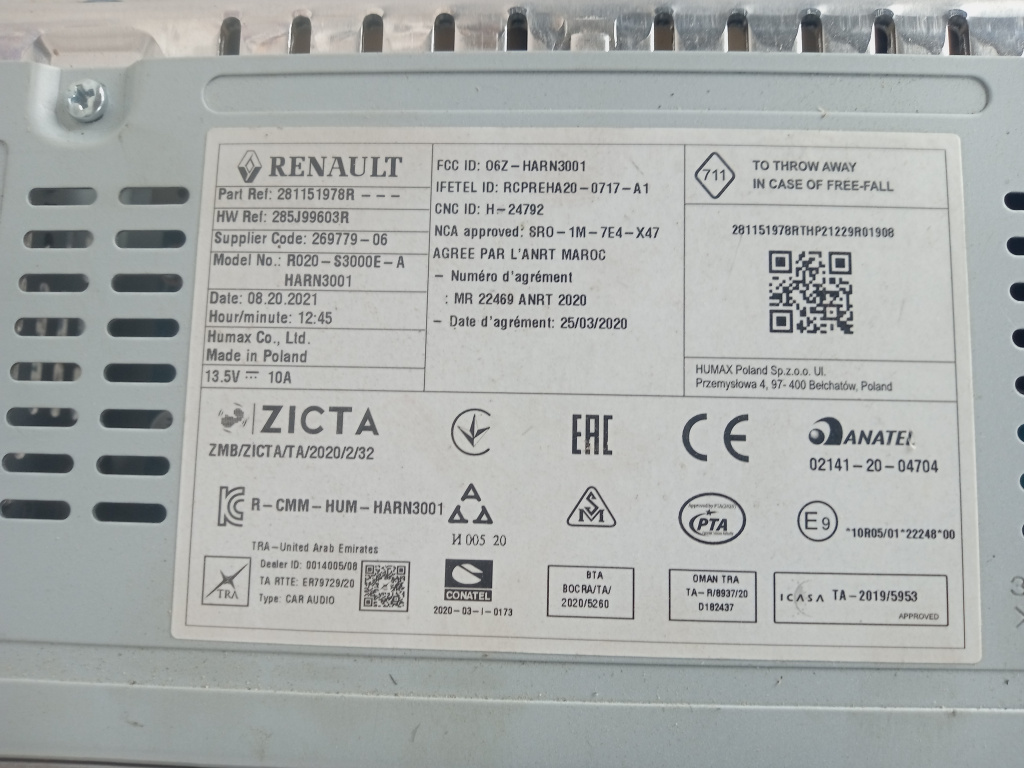 RENAULT
Part Ref: 281151978R - - -
HW Ref: 285J99603R
Supplier Code: 269779-06
Model No.: R020-S3000E-A
HARN3001
Date: 08.20.2021
Hour/minute: 12:45
Humax Co., Ltd.
Made in Poland
13.5V ⎓ 10A
FCC ID: O6Z-HARN3001
IFETEL ID: RCPREHA20-0717-A1
CNC ID: H-24792
NCA approved: SRO-1M-7E4-X47
AGREE PAR L'ANRT MAROC
- Numéro d'agrément
: MR 22469 ANRT 2020
- Date d'agrément: 25/03/2020
711
TO THROW AWAY
IN CASE OF FREE-FALL
281151978RTHP21229R01908
HUMAX Poland Sp.z.o.o. Ul.
Przemysłowa 4, 97-400 Bełchatów, Poland
ZICTA
ZMB/ZICTA/TA/2020/2/32
EAC
CE
ANATEL
02141-20-04704
R-CMM-HUM-HARN3001
И 005 20
SM
PTA
E9
*10R05/01*22248*00
TRA-United Arab Emirates
TRA
Dealer ID: 0014005/08
TA RTTE: ER79729/20
Type: CAR AUDIO
CONATEL
2020-03-I-0173
BTA
BOCRA/TA/
2020/5260
OMAN TRA
TA-R/8937/20
D182437
ICASA TA-2019/5953
APPROVED